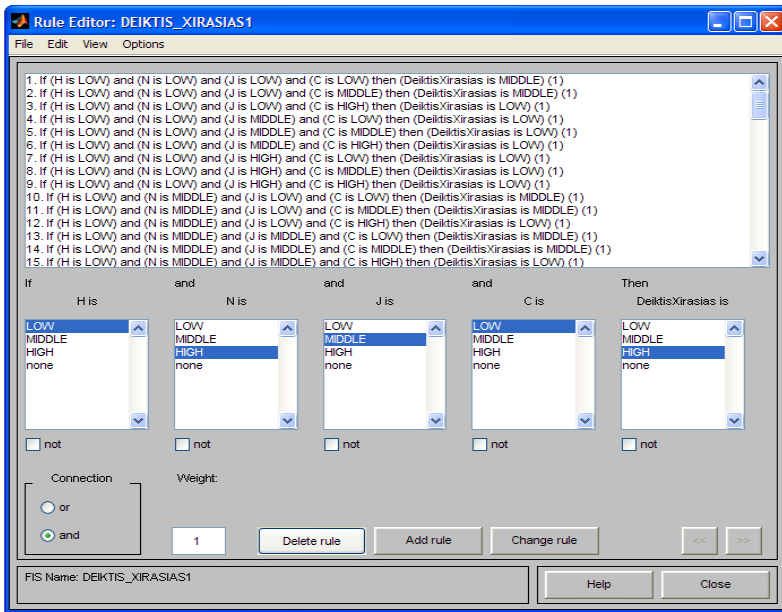 Rule Editor: DEIKTIS_XIRASIAS1
File Edit View Options
1. If (H is LOW) and (N is LOW) and (J is LOW) and (C is LOW) then (DeiktisXirasias is MIDDLE) (1)
2. If (H is LOW) and (N is LOW) and (J is LOW) and (C is MIDDLE) then (DeiktisXirasias is MIDDLE) (1)
3. If (H is LOW) and (N is LOW) and (J is LOW) and (C is HIGH) then (DeiktisXirasias is LOW) (1)
4. If (H is LOW) and (N is LOW) and (J is MIDDLE) and (C is LOW) then (DeiktisXirasias is LOW) (1)
5. If (H is LOW) and (N is LOW) and (J is MIDDLE) and (C is MIDDLE) then (DeiktisXirasias is LOW) (1)
6. If (H is LOW) and (N is LOW) and (J is MIDDLE) and (C is HIGH) then (DeiktisXirasias is LOW) (1)
7. If (H is LOW) and (N is LOW) and (J is HIGH) and (C is LOW) then (DeiktisXirasias is LOW) (1)
8. If (H is LOW) and (N is LOW) and (J is HIGH) and (C is MIDDLE) then (DeiktisXirasias is LOW) (1)
9. If (H is LOW) and (N is LOW) and (J is HIGH) and (C is HIGH) then (DeiktisXirasias is LOW) (1)
10. If (H is LOW) and (N is MIDDLE) and (J is LOW) and (C is LOW) then (DeiktisXirasias is MIDDLE) (1)
11. If (H is LOW) and (N is MIDDLE) and (J is LOW) and (C is MIDDLE) then (DeiktisXirasias is MIDDLE) (1)
12. If (H is LOW) and (N is MIDDLE) and (J is LOW) and (C is HIGH) then (DeiktisXirasias is LOW) (1)
13. If (H is LOW) and (N is MIDDLE) and (J is MIDDLE) and (C is LOW) then (DeiktisXirasias is MIDDLE) (1)
14. If (H is LOW) and (N is MIDDLE) and (J is MIDDLE) and (C is MIDDLE) then (DeiktisXirasias is MIDDLE) (1)
15. If (H is LOW) and (N is MIDDLE) and (J is MIDDLE) and (C is HIGH) then (DeiktisXirasias is LOW) (1)
If and and and Then
H is N is J is C is DeiktisXirasias is
LOW LOW LOW LOW LOW
MIDDLE MIDDLE MIDDLE MIDDLE MIDDLE
HIGH HIGH HIGH HIGH HIGH
none none none none none
not not not not not
Connection Weight:
or
and 1 Delete rule Add rule Change rule << >>
FIS Name: DEIKTIS_XIRASIAS1 Help Close